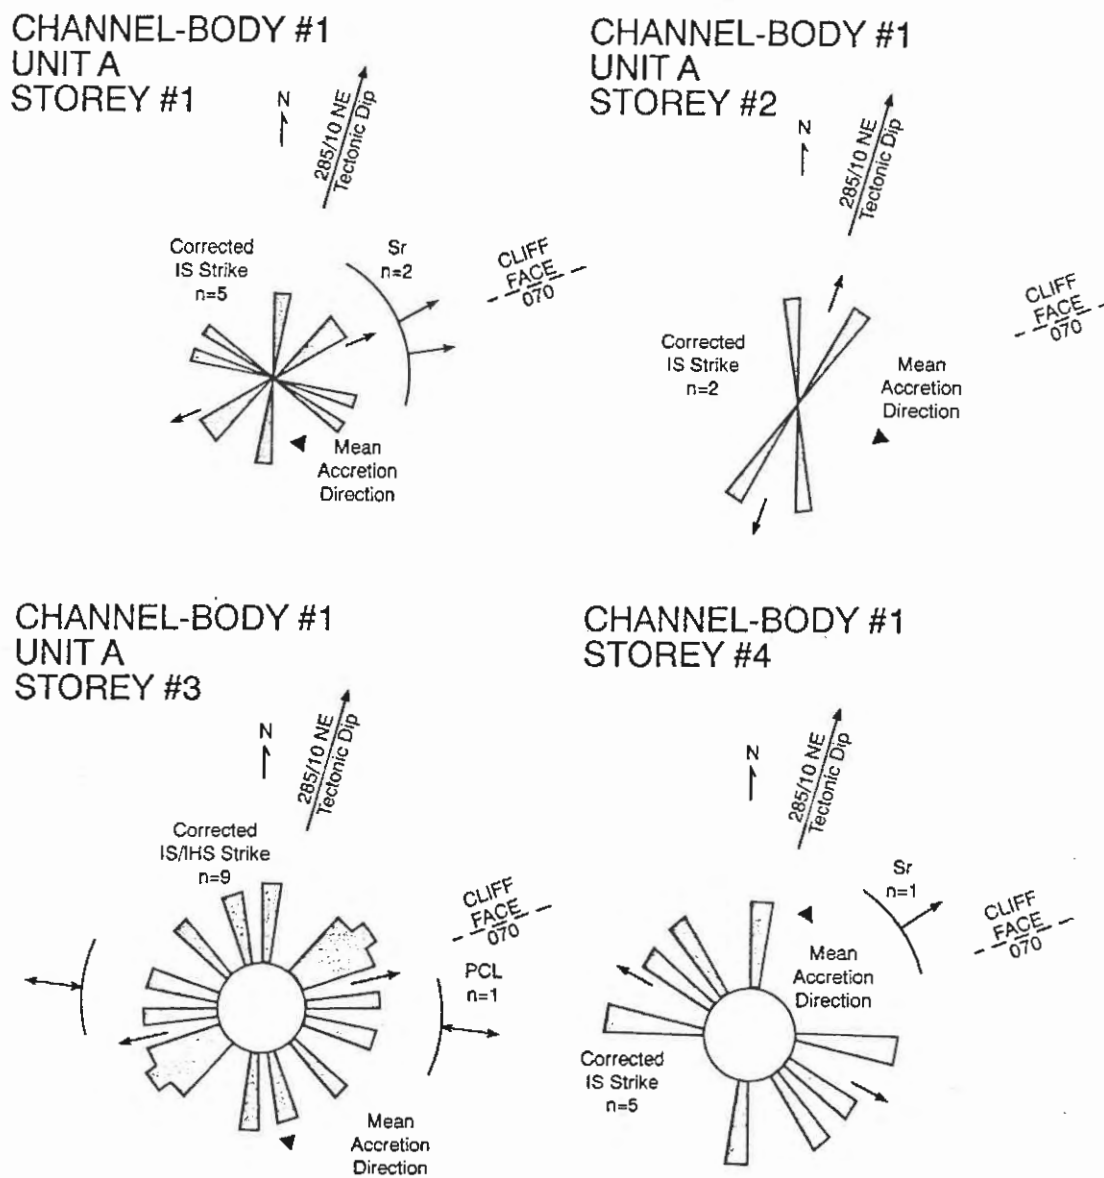 CHANNEL-BODY #1
UNIT A
STOREY #1
N
285/10 NE
Tectonic Dip
Corrected
IS Strike
n=5
Sr
n=2
CLIFF
FACE
070
Mean
Accretion
Direction
CHANNEL-BODY #1
UNIT A
STOREY #2
N
285/10 NE
Tectonic Dip
CLIFF
FACE
070
Corrected
IS Strike
n=2
Mean
Accretion
Direction
CHANNEL-BODY #1
UNIT A
STOREY #3
N
285/10 NE
Tectonic Dip
Corrected
IS/IHS Strike
n=9
CLIFF
FACE
070
PCL
n=1
Mean
Accretion
Direction
CHANNEL-BODY #1
STOREY #4
N
285/10 NE
Tectonic Dip
Sr
n=1
CLIFF
FACE
070
Mean
Accretion
Direction
Corrected
IS Strike
n=5